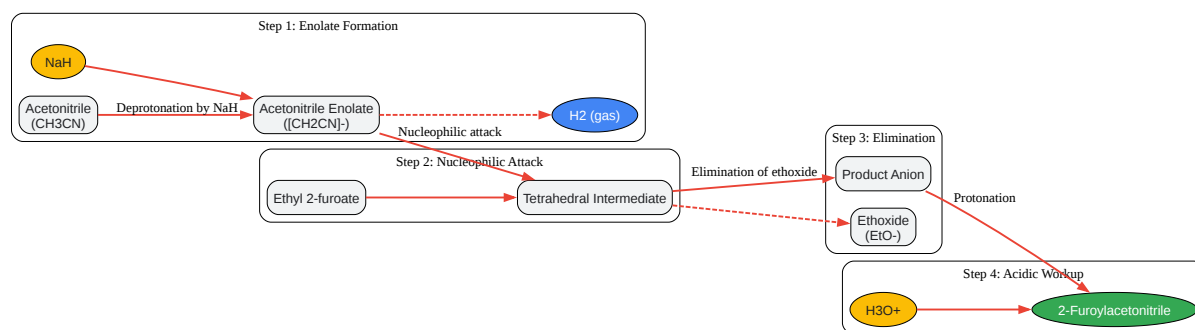 Step 1: Enolate Formation
NaH
Acetonitrile
(CH3CN)
Deprotonation by NaH
Acetonitrile Enolate
([CH2CN]-)
H2 (gas)
Nucleophilic attack
Step 2: Nucleophilic Attack
Ethyl 2-furoate
Tetrahedral Intermediate
Elimination of ethoxide
Step 3: Elimination
Product Anion
Ethoxide
(EtO-)
Protonation
Step 4: Acidic Workup
H3O+
2-Furoylacetonitrile